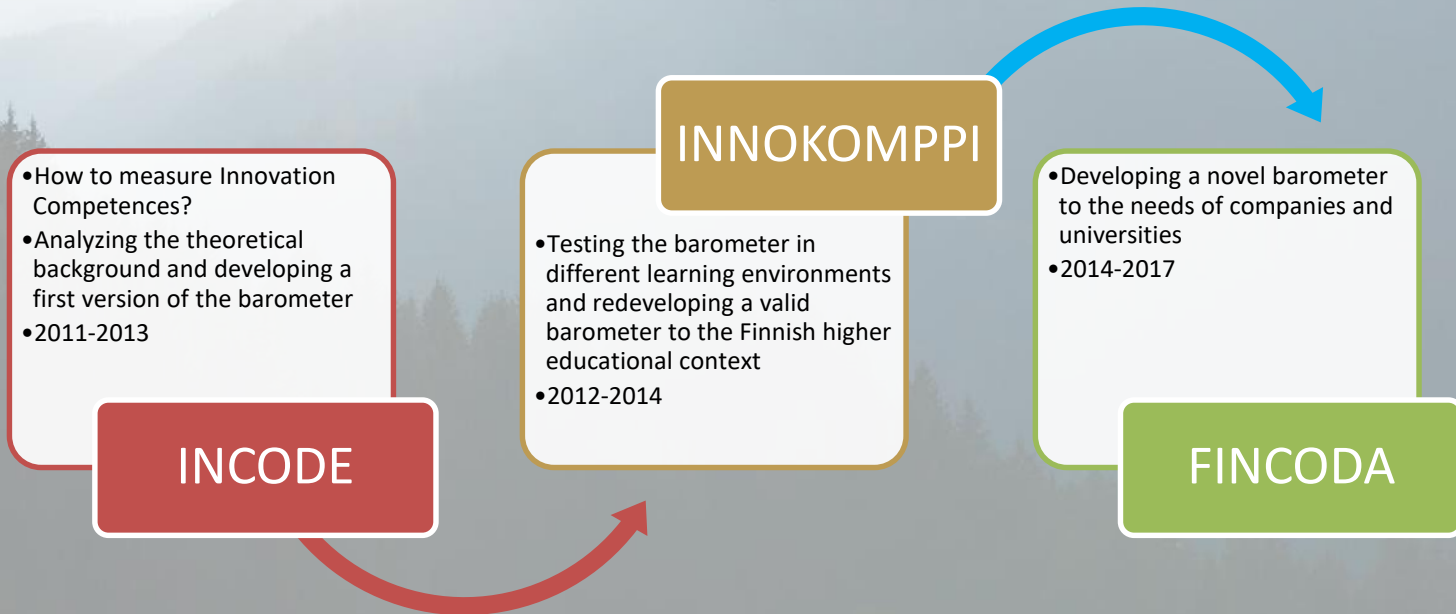 •How to measure Innovation
Competences?
•Analyzing the theoretical
background and developing a
first version of the barometer
•2011-2013
INCODE
INNOKOMPPI
•Testing the barometer in
different learning environments
and redeveloping a valid
barometer to the Finnish higher
educational context
•2012-2014
•Developing a novel barometer
to the needs of companies and
universities
•2014-2017
FINCODA